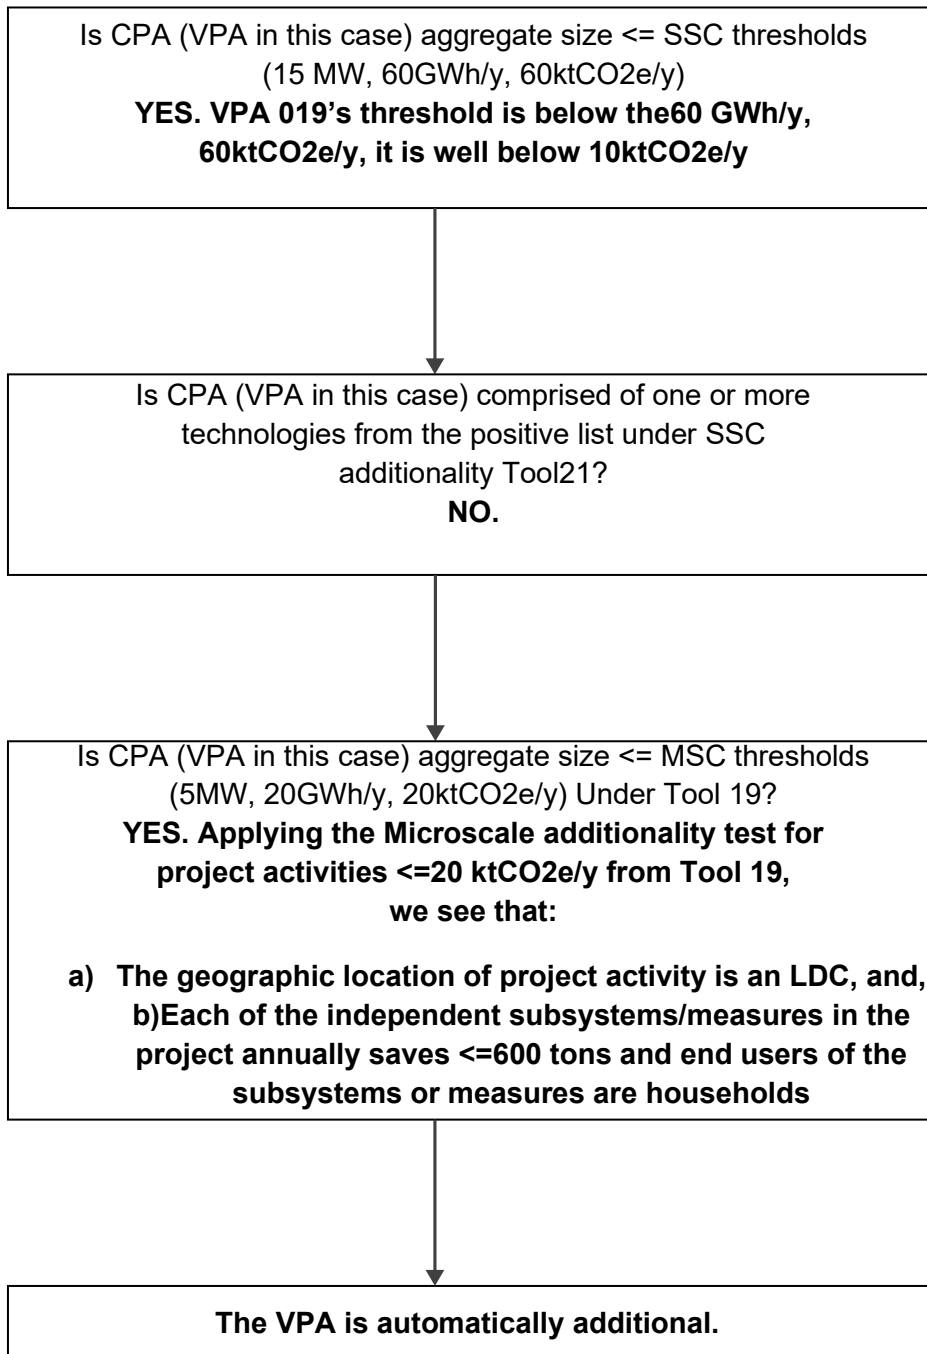 Is CPA (VPA in this case) aggregate size <= SSC thresholds
(15 MW, 60GWh/y, 60ktCO2e/y)
YES. VPA 019's threshold is below the60 GWh/y,
60ktCO2e/y, it is well below 10ktCO2e/y
Is CPA (VPA in this case) comprised of one or more
technologies from the positive list under SSC
additionality Tool21?
NO.
Is CPA (VPA in this case) aggregate size <= MSC thresholds
(5MW, 20GWh/y, 20ktCO2e/y) Under Tool 19?
YES. Applying the Microscale additionality test for
project activities <=20 ktCO2e/y from Tool 19,
we see that:
a) The geographic location of project activity is an LDC, and,
b)Each of the independent subsystems/measures in the
project annually saves <=600 tons and end users of the
subsystems or measures are households
The VPA is automatically additional.